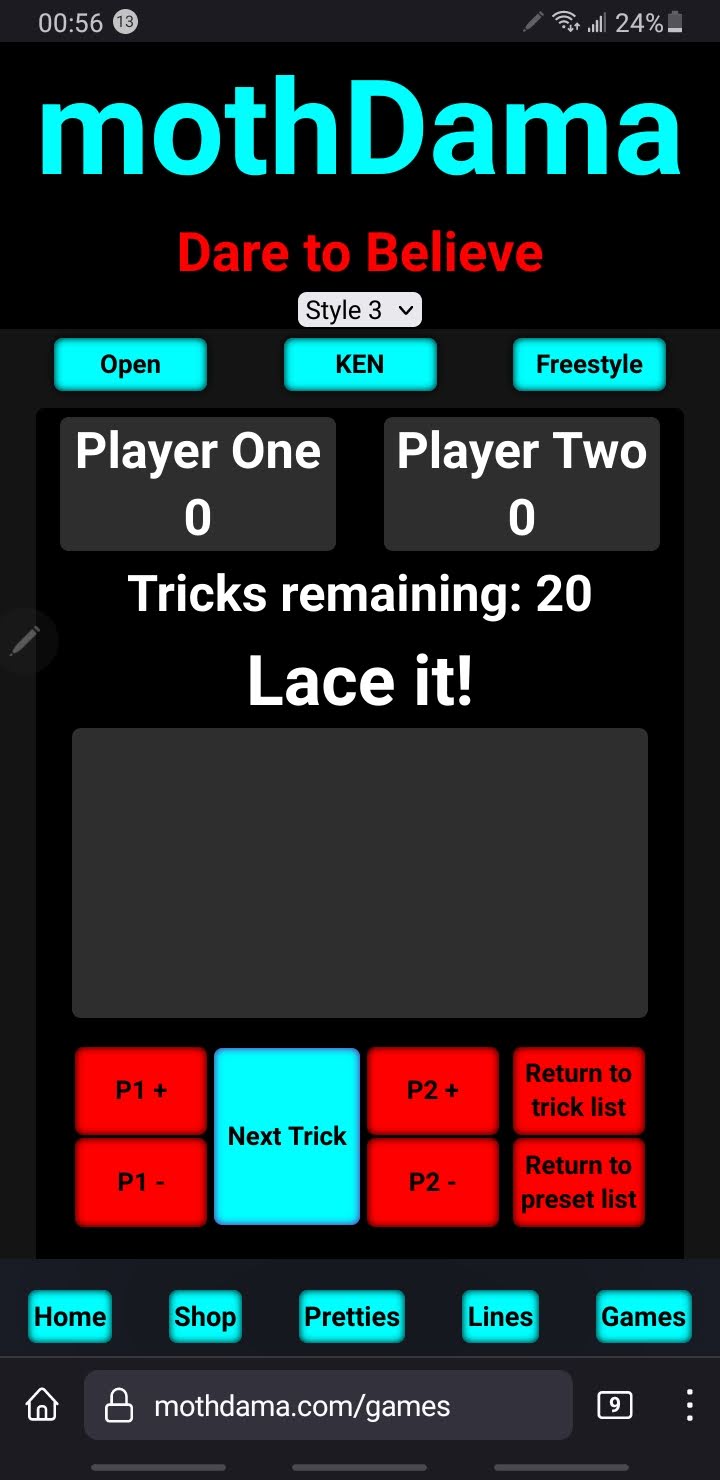 00:56 13 24%
mothDama
Dare to Believe
Style 3
Open KEN Freestyle
Player One Player Two
0 0
Tricks remaining: 20
Lace it!
P1 + Next Trick P2 + Return to trick list
P1 - P2 - Return to preset list
Home Shop Pretties Lines Games
mothdama.com/games 9